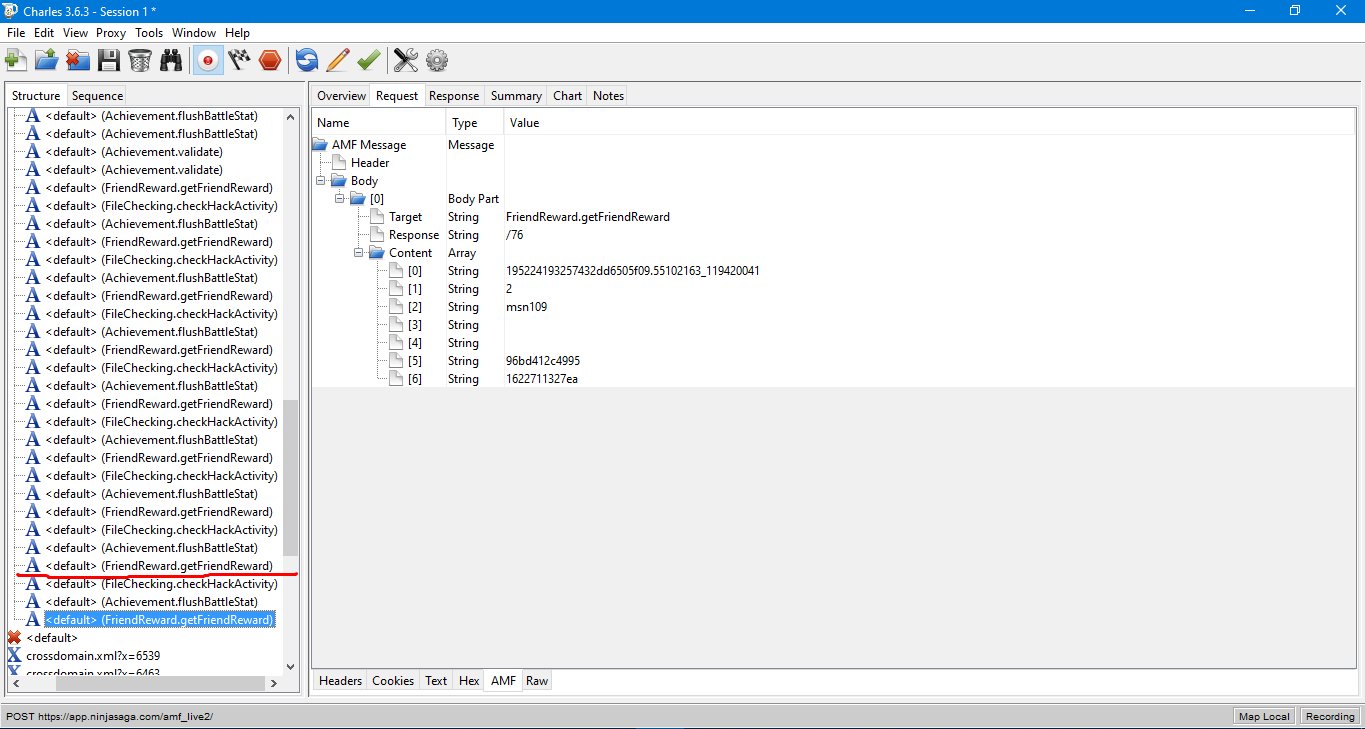 Charles 3.6.3 - Session 1 *
File Edit View Proxy Tools Window Help
Structure Sequence
<default> (Achievement.flushBattleStat)
<default> (Achievement.flushBattleStat)
<default> (Achievement.validate)
<default> (Achievement.validate)
<default> (FriendReward.getFriendReward)
<default> (FileChecking.checkHackActivity)
<default> (Achievement.flushBattleStat)
<default> (FriendReward.getFriendReward)
<default> (FileChecking.checkHackActivity)
<default> (Achievement.flushBattleStat)
<default> (FriendReward.getFriendReward)
<default> (FileChecking.checkHackActivity)
<default> (Achievement.flushBattleStat)
<default> (FriendReward.getFriendReward)
<default> (FileChecking.checkHackActivity)
<default> (Achievement.flushBattleStat)
<default> (FriendReward.getFriendReward)
<default> (FileChecking.checkHackActivity)
<default> (Achievement.flushBattleStat)
<default> (FriendReward.getFriendReward)
<default> (FileChecking.checkHackActivity)
<default> (Achievement.flushBattleStat)
<default> (FriendReward.getFriendReward)
<default> (FileChecking.checkHackActivity)
<default> (Achievement.flushBattleStat)
<default> (FriendReward.getFriendReward)
<default> (FileChecking.checkHackActivity)
<default> (Achievement.flushBattleStat)
<default> (FriendReward.getFriendReward)
<default>
crossdomain.xml?x=6539
crossdomain.xml?x=6463
Overview Request Response Summary Chart Notes
Name Type Value
AMF Message Message
Header
Body
[0] Body Part
Target String FriendReward.getFriendReward
Response String /76
Content Array
[0] String 195224193257432dd6505f09.55102163_119420041
[1] String 2
[2] String msn109
[3] String
[4] String
[5] String 96bd412c4995
[6] String 1622711327ea
Headers Cookies Text Hex AMF Raw
POST https://app.ninjasaga.com/amf_live2/ Map Local Recording